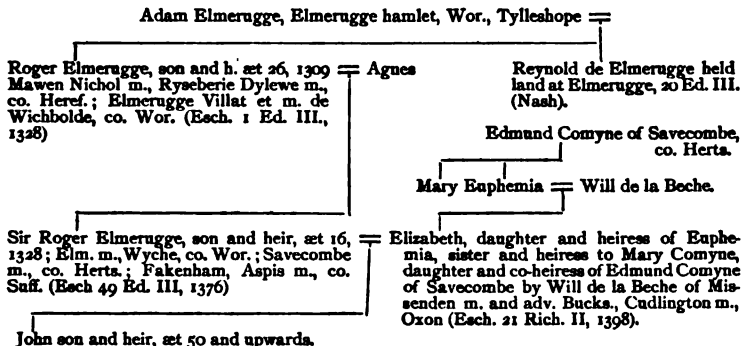 Adam Elmerugge, Elmerugge hamlet, Wor., Tylleshope =
Roger Elmerugge, son and h. æt 26, 1309 = Agnes
Mawen Nichol m., Ryseberie Dylewe m.,
co. Heref.; Elmerugge Villat et m. de
Wichbolde, co. Wor. (Esch. 1 Ed. III.,
1328)
Reynold de Elmerugge held
land at Elmerugge, 20 Ed. III.
(Nash).
Edmund Comyne of Savecombe,
co. Herts.
Mary Euphemia = Will de la Beche.
Sir Roger Elmerugge, son and heir, æt 16, =
1328; Elm. m., Wyche, co. Wor.; Savecombe
m., co. Herts.; Fakenham, Aspis m., co.
Suff. (Esch 49 Ed. III, 1376)
Elizabeth, daughter and heiress of Euphe-
mia, sister and heiress to Mary Comyne,
daughter and co-heiress of Edmund Comyne
of Savecombe by Will de la Beche of Mis-
senden m. and adv. Bucks., Cudlington m.,
Oxon (Esch. 21 Rich. II, 1398).
John son and heir, æt 50 and upwards.